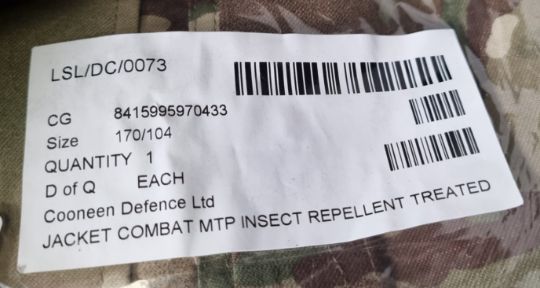 LSL/DC/0073
CG 8415995970433
Size 170/104
QUANTITY 1
D of Q EACH
Cooneen Defence Ltd
JACKET COMBAT MTP INSECT REPELLENT TREATED